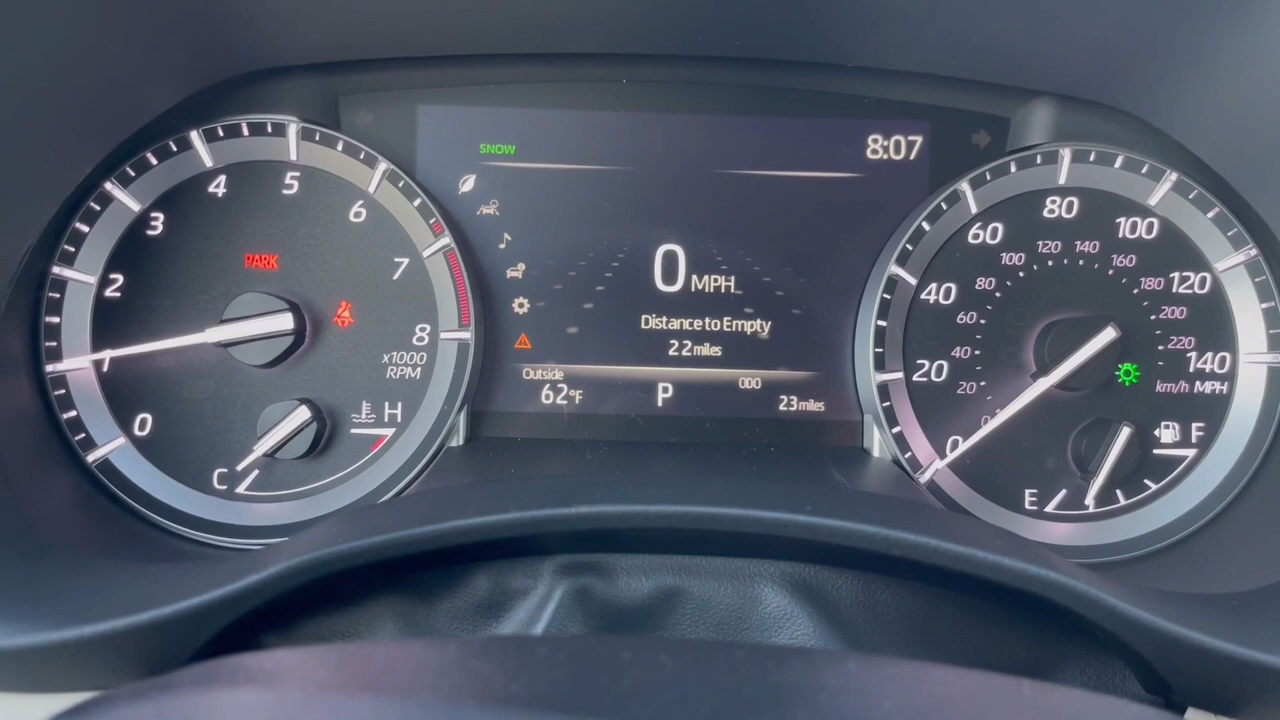 SNOW
8:07
0 MPH
Distance to Empty
22 miles
Outside
62°F
P
ODO
23 miles
PARK
0
1
2
3
4
5
6
7
8
x1000
RPM
C
H
0
20
40
60
80
100
120
140
km/h MPH
0
20
40
60
80
100
120
140
160
180
200
220
E
F